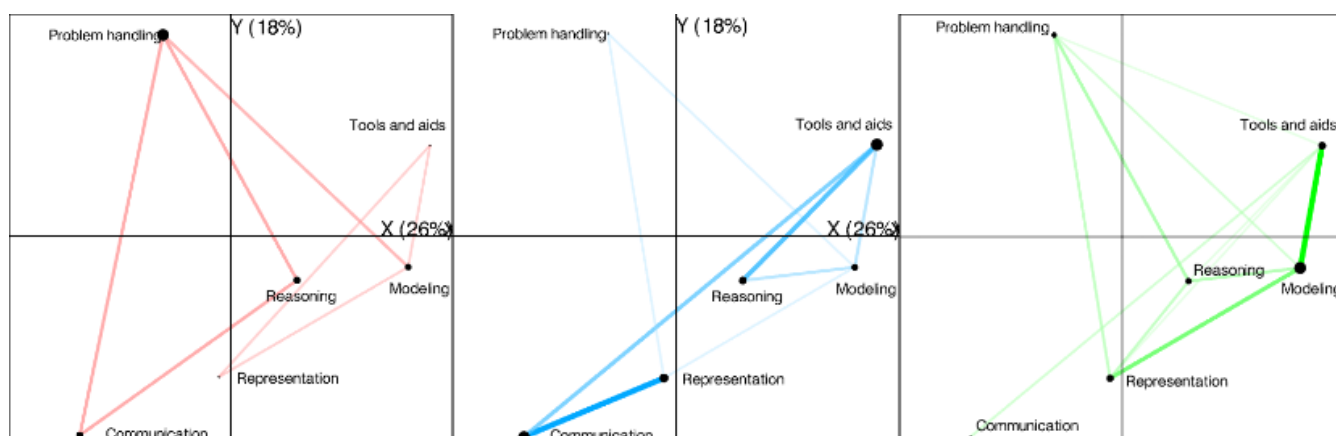 Problem handling
Y (18%)
Tools and aids
X (26%)
Reasoning
Modeling
Representation
Communication
Problem handling
Y (18%)
Tools and aids
X (26%)
Reasoning
Modeling
Representation
Communication
Problem handling
Tools and aids
Reasoning
Modeling
Representation
Communication